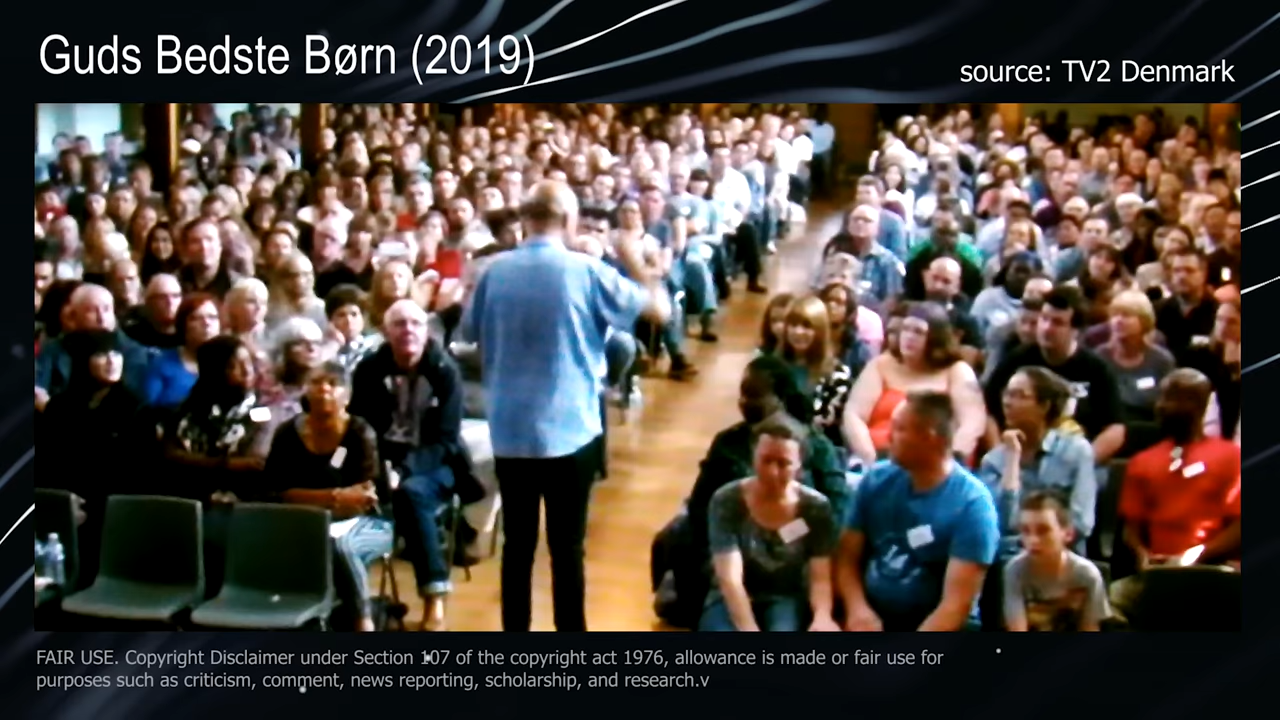 Guds Bedste Børn (2019)
source: TV2 Denmark
FAIR USE. Copyright Disclaimer under Section 107 of the copyright act 1976, allowance is made or fair use for
purposes such as criticism, comment, news reporting, scholarship, and research.v